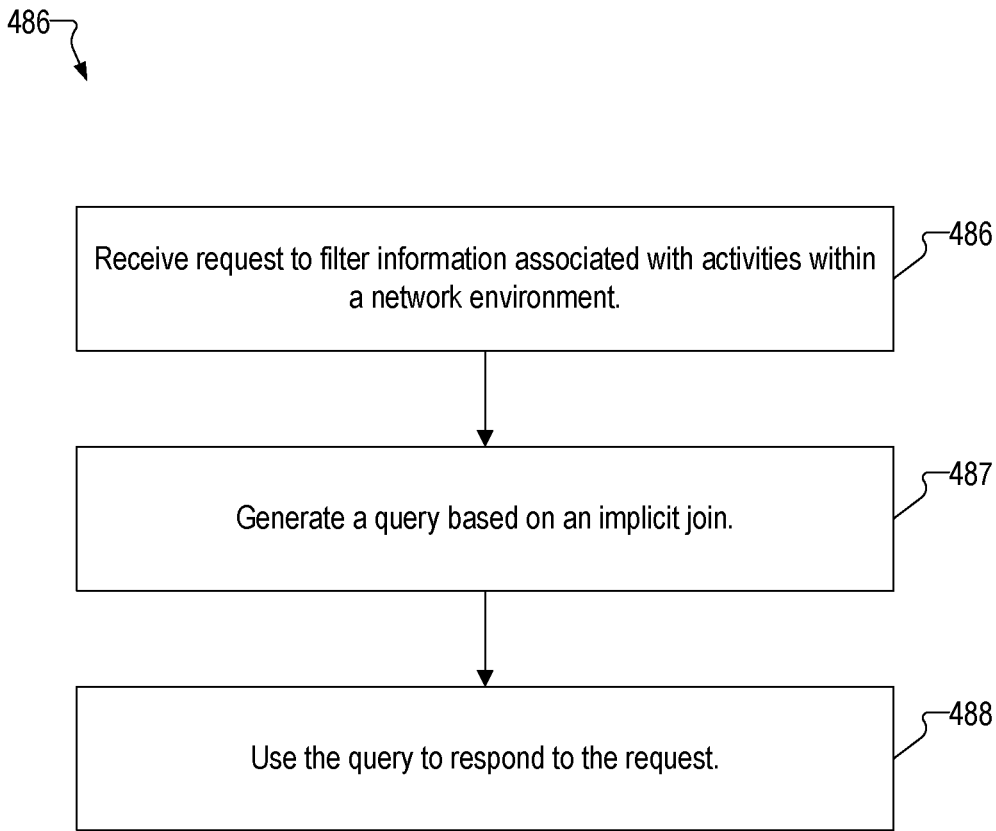 486
Receive request to filter information associated with activities within
a network environment.
486
Generate a query based on an implicit join.
487
Use the query to respond to the request.
488